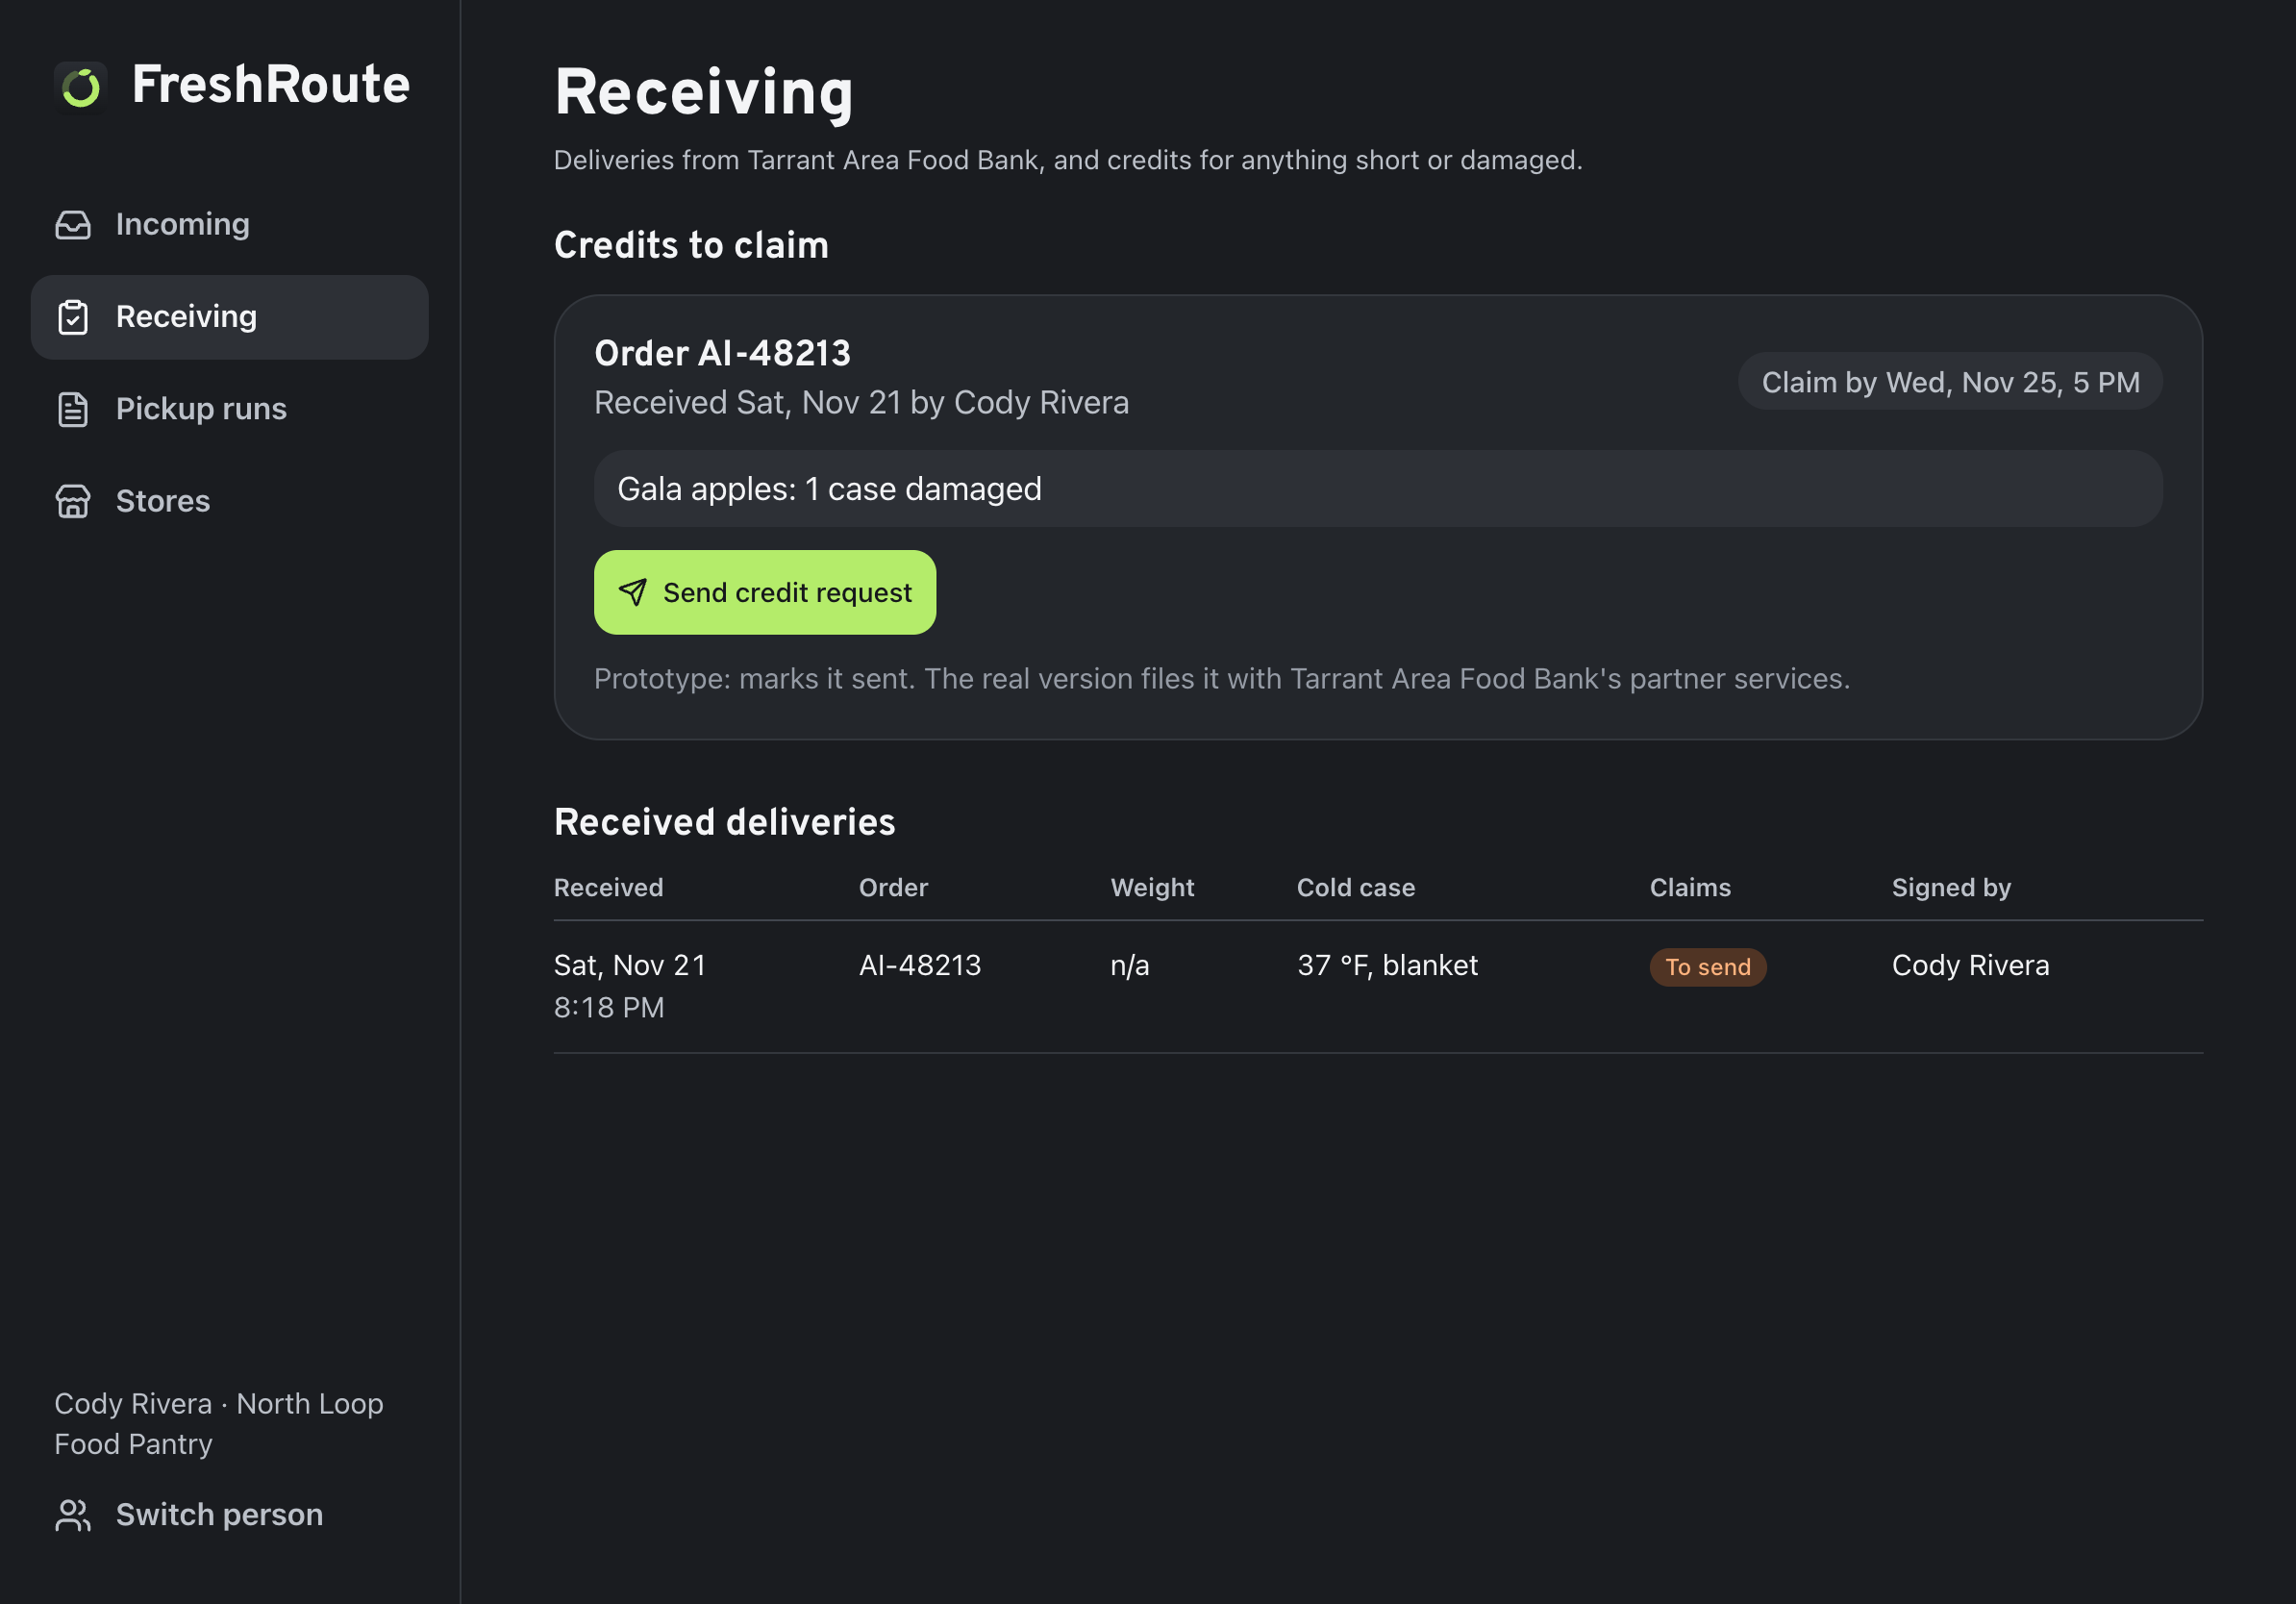 FreshRoute
Incoming
Receiving
Pickup runs
Stores
Cody Rivera · North Loop
Food Pantry
Switch person
Receiving
Deliveries from Tarrant Area Food Bank, and credits for anything short or damaged.
Credits to claim
Order AI-48213
Received Sat, Nov 21 by Cody Rivera
Claim by Wed, Nov 25, 5 PM
Gala apples: 1 case damaged
Send credit request
Prototype: marks it sent. The real version files it with Tarrant Area Food Bank's partner services.
Received deliveries
Received Order Weight Cold case Claims Signed by
Sat, Nov 21 AI-48213 n/a 37 °F, blanket To send Cody Rivera
8:18 PM